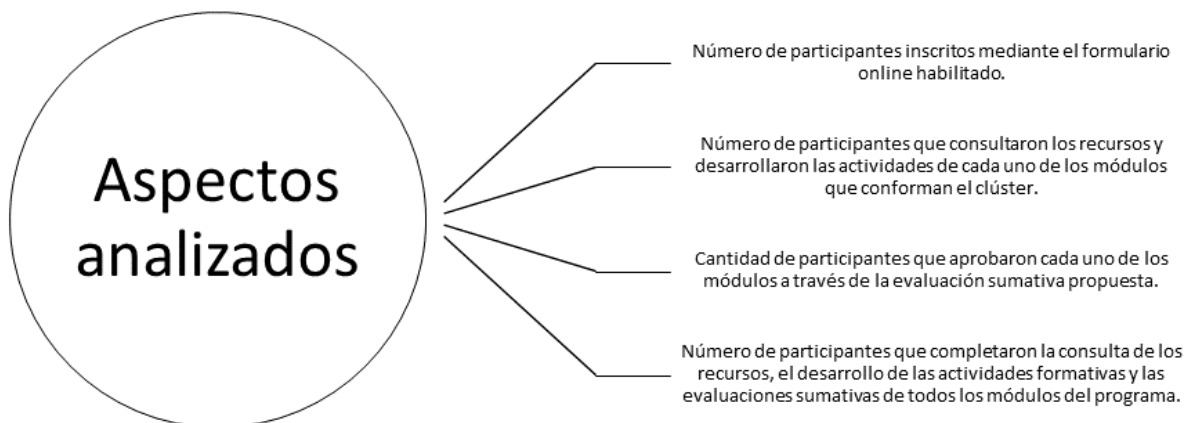 Aspectos
analizados
Número de participantes inscritos mediante el formulario
online habilitado.
Número de participantes que consultaron los recursos y
desarrollaron las actividades de cada uno de los módulos
que conforman el clúster.
Cantidad de participantes que aprobaron cada uno de los
módulos a través de la evaluación sumativa propuesta.
Número de participantes que completaron la consulta de los
recursos, el desarrollo de las actividades formativas y las
evaluaciones sumativas de todos los módulos del programa.